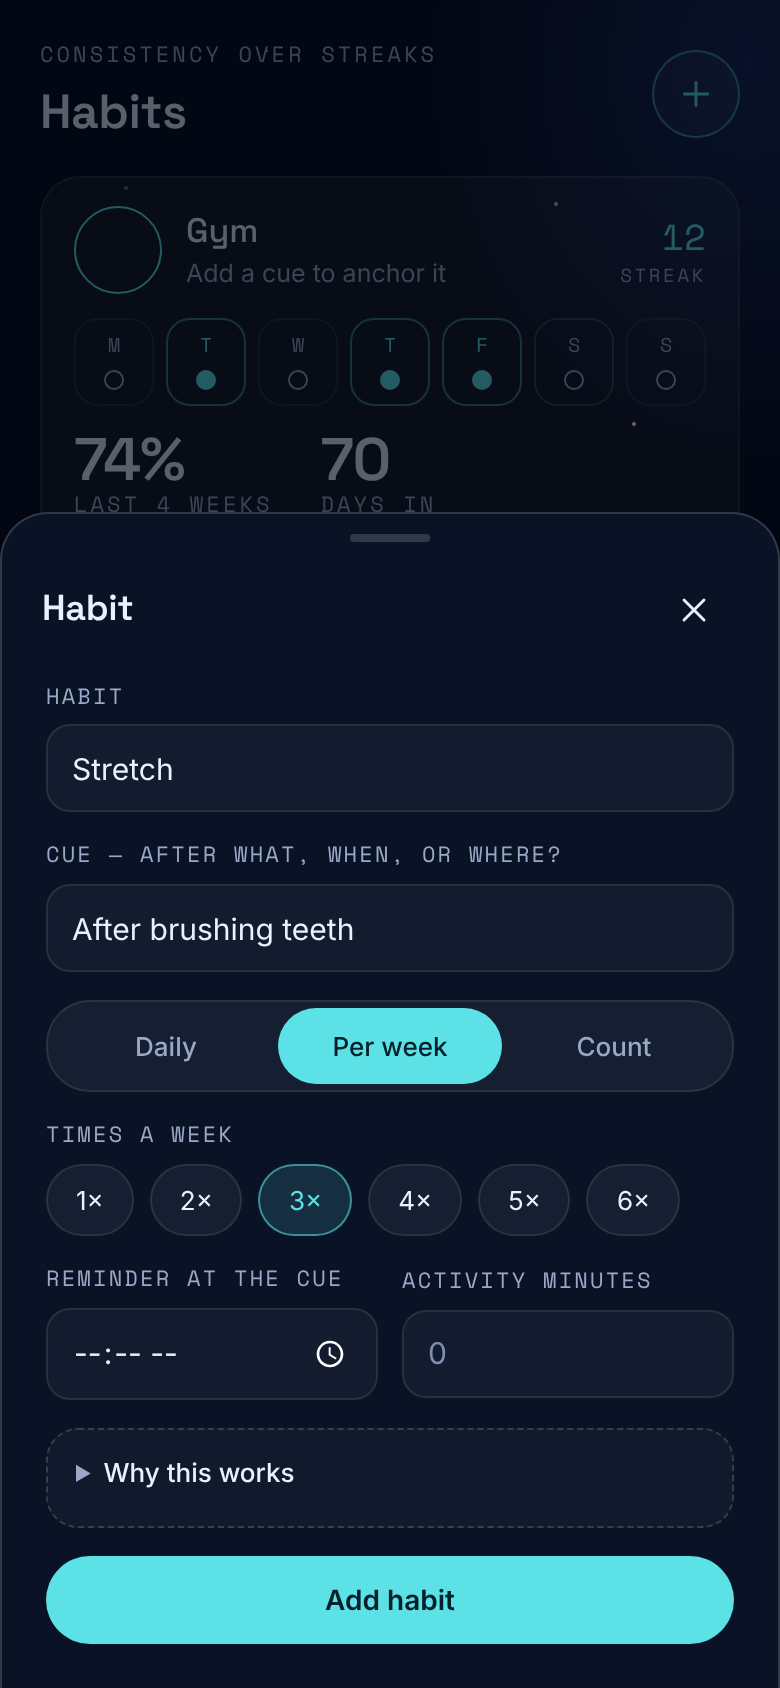 CONSISTENCY OVER STREAKS
Habits
Gym
Add a cue to anchor it
12
STREAK
M T W T F S S
74% 70
LAST 4 WEEKS DAYS IN
Habit
HABIT
Stretch
CUE – AFTER WHAT, WHEN, OR WHERE?
After brushing teeth
Daily Per week Count
TIMES A WEEK
1× 2× 3× 4× 5× 6×
REMINDER AT THE CUE ACTIVITY MINUTES
--:-- -- 0
Why this works
Add habit